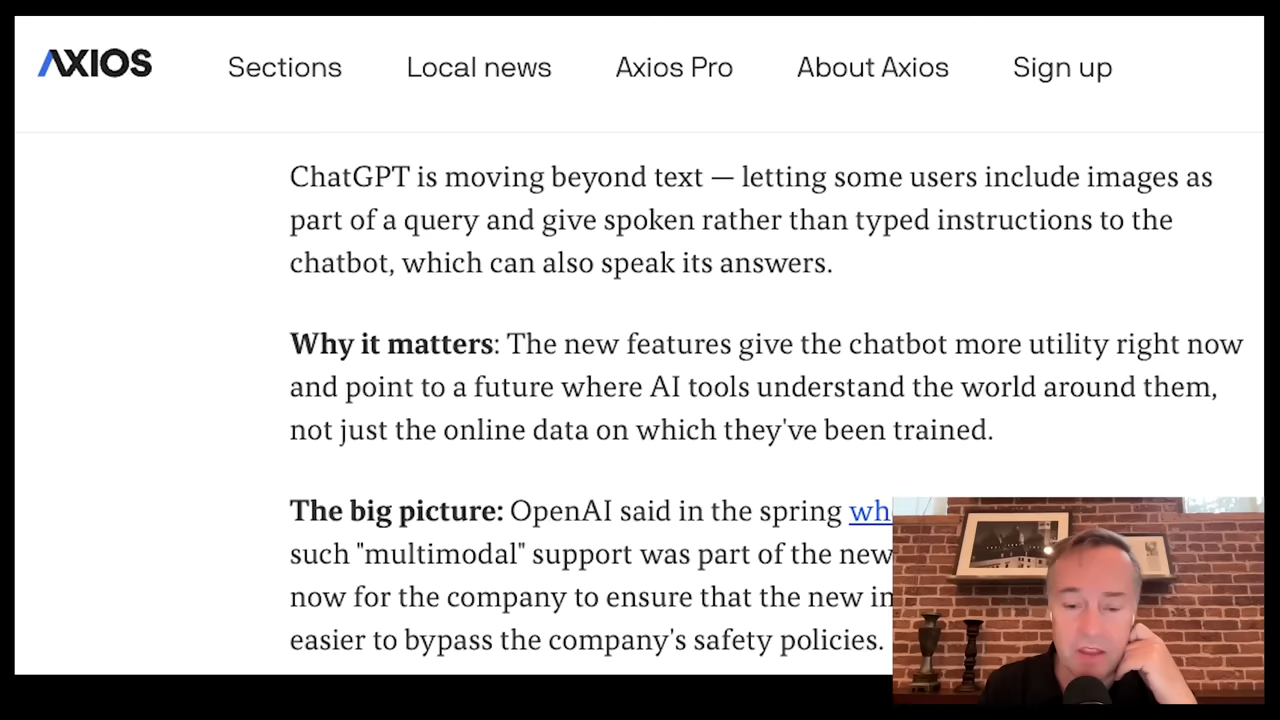 AXIOS Sections Local news Axios Pro About Axios Sign up
ChatGPT is moving beyond text — letting some users include images as
part of a query and give spoken rather than typed instructions to the
chatbot, which can also speak its answers.
Why it matters: The new features give the chatbot more utility right now
and point to a future where AI tools understand the world around them,
not just the online data on which they've been trained.
The big picture: OpenAI said in the spring
such "multimodal" support was part of the new
now for the company to ensure that the new
easier to bypass the company's safety policies.